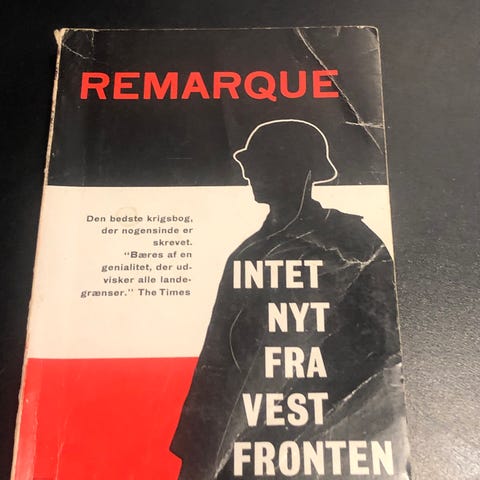 REMARQUE
Den bedste krigsbog,
der nogensinde er
skrevet.
"Bæres af en
genialitet, der ud-
visker alle lande-
grænser." The Times
INTET
NYT
FRA
VEST
FRONTEN